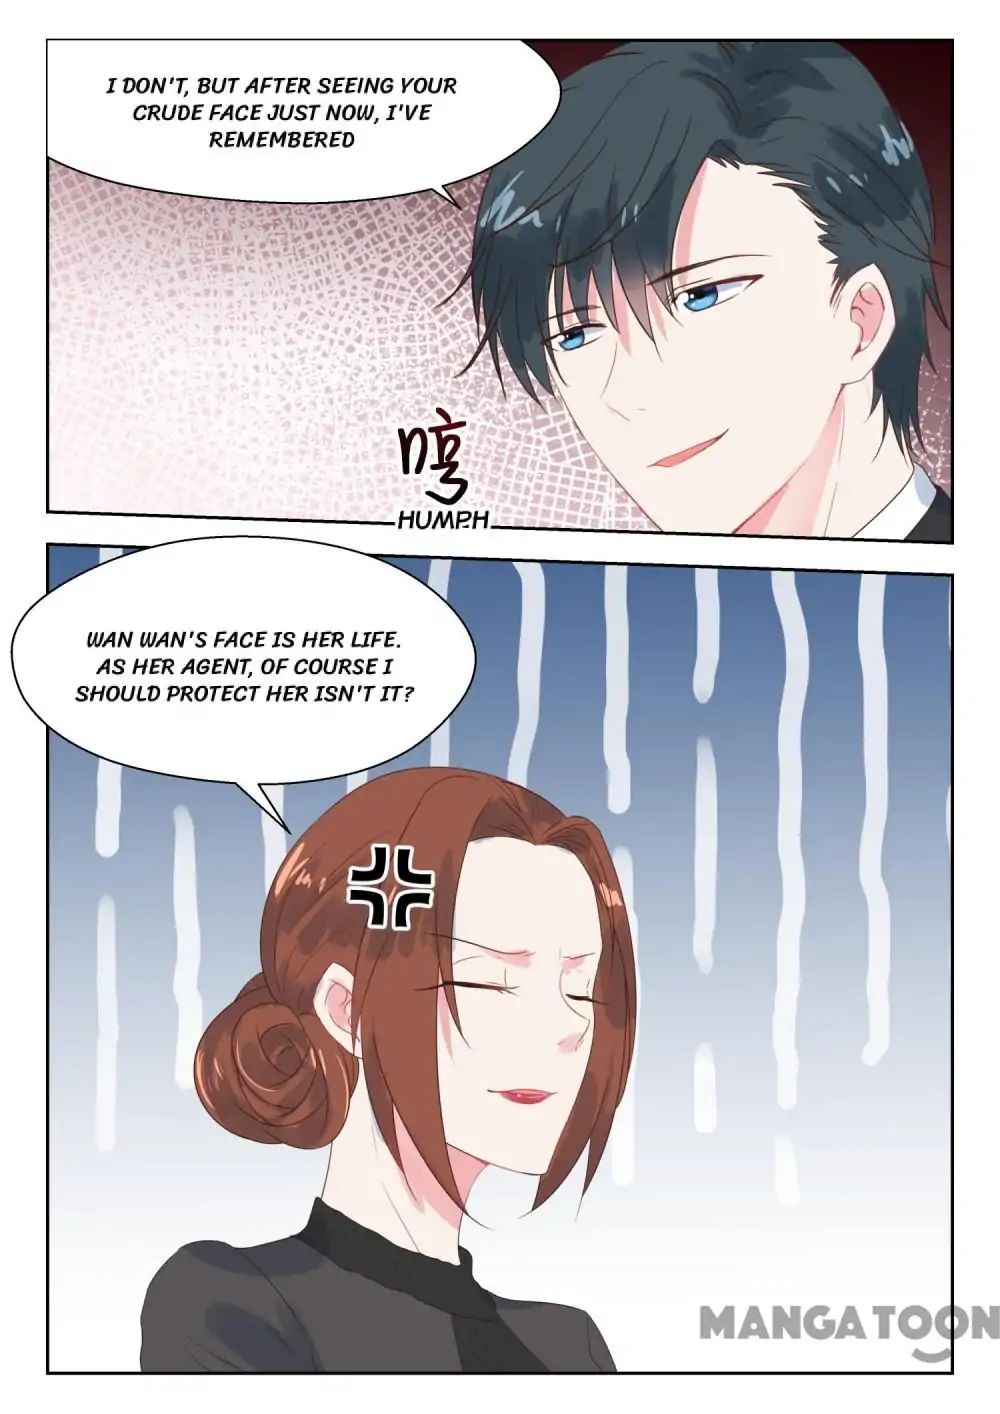 I DON'T, BUT AFTER SEEING YOUR
CRUDE FACE JUST NOW, I'VE
REMEMBERED
哼
HUMPH
WAN WAN'S FACE IS HER LIFE.
AS HER AGENT, OF COURSE I
SHOULD PROTECT HER ISN'T IT?
MANGATOON